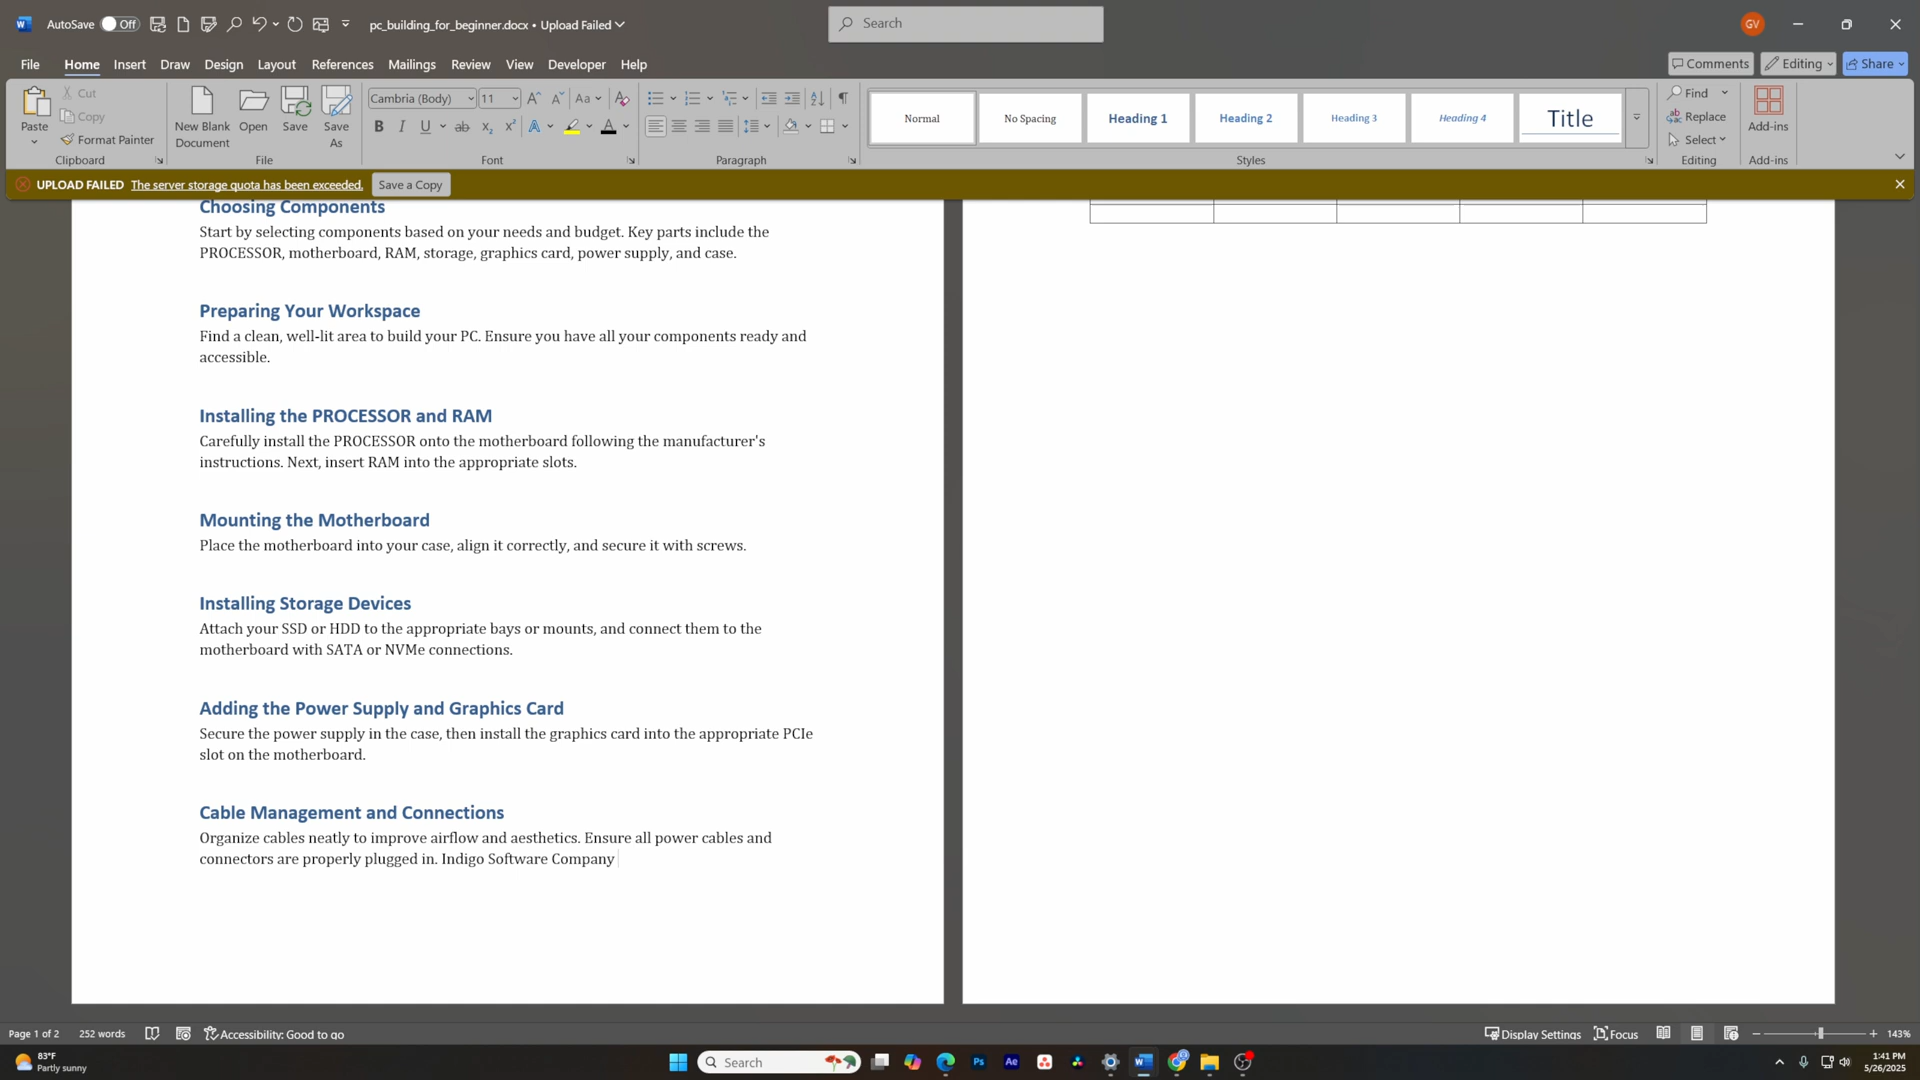 AutoSave Off pc_building_for_beginner.docx • Upload Failed Search GV
File Home Insert Draw Design Layout References Mailings Review View Developer Help Comments Editing Share
Paste Cut Copy Format Painter Clipboard
New Blank Document Open Save Save As File
Cambria (Body) 11 Aa Font
Paragraph
Normal No Spacing Heading 1 Heading 2 Heading 3 Heading 4 Title Styles
Find Replace Select Editing
Add-ins Add-ins
UPLOAD FAILED The server storage quota has been exceeded. Save a Copy
Choosing Components
Start by selecting components based on your needs and budget. Key parts include the
PROCESSOR, motherboard, RAM, storage, graphics card, power supply, and case.
Preparing Your Workspace
Find a clean, well-lit area to build your PC. Ensure you have all your components ready and
accessible.
Installing the PROCESSOR and RAM
Carefully install the PROCESSOR onto the motherboard following the manufacturer's
instructions. Next, insert RAM into the appropriate slots.
Mounting the Motherboard
Place the motherboard into your case, align it correctly, and secure it with screws.
Installing Storage Devices
Attach your SSD or HDD to the appropriate bays or mounts, and connect them to the
motherboard with SATA or NVMe connections.
Adding the Power Supply and Graphics Card
Secure the power supply in the case, then install the graphics card into the appropriate PCIe
slot on the motherboard.
Cable Management and Connections
Organize cables neatly to improve airflow and aesthetics. Ensure all power cables and
connectors are properly plugged in. Indigo Software Company
Page 1 of 2 252 words Accessibility: Good to go Display Settings Focus 143%
83°F
Partly sunny
Search
Ps Ae
1:41 PM
5/26/2025